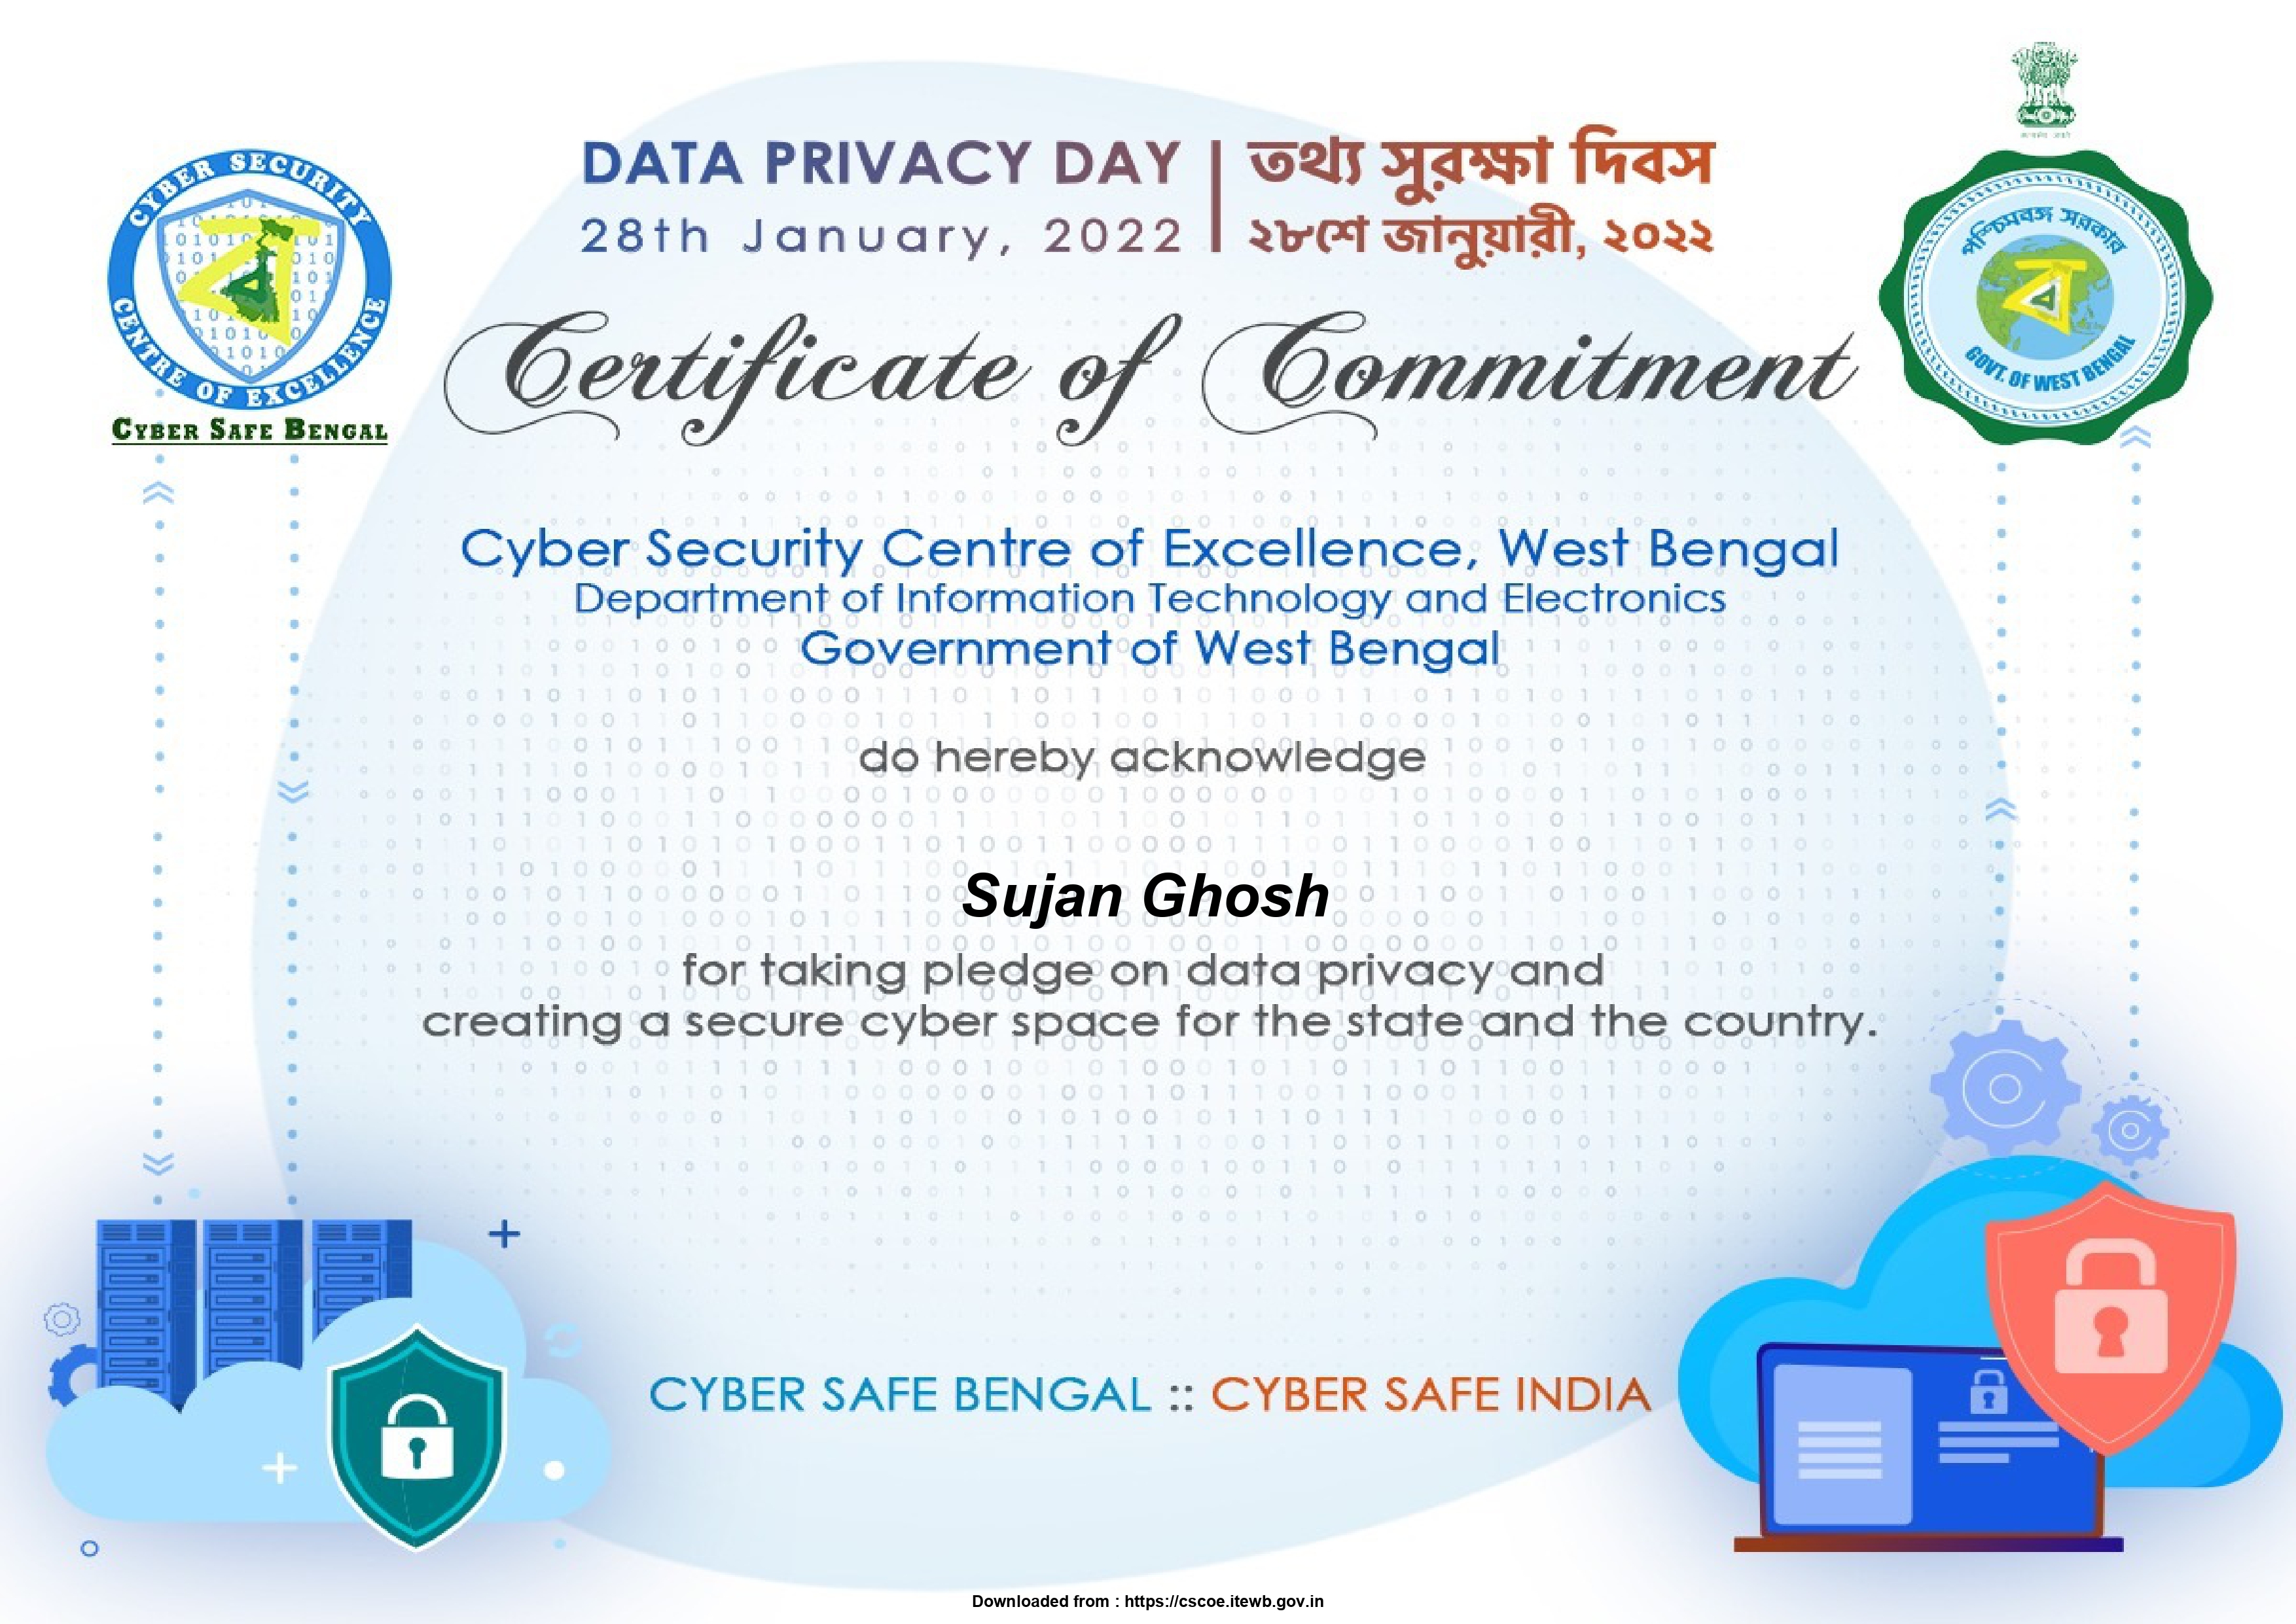 CYBER SECURITY
CENTRE OF EXCELLENCE
CYBER SAFE BENGAL
DATA PRIVACY DAY | তথ্য সুরক্ষা দিবস
28th January, 2022 | ২৮শে জানুয়ারী, ২০২২
পশ্চিমবঙ্গ সরকার
ব
GOVT. OF WEST BENGAL
Certificate of Commitment
Cyber Security Centre of Excellence, West Bengal
Department of Information Technology and Electronics
Government of West Bengal
do hereby acknowledge
Sujan Ghosh
for taking pledge on data privacy and
creating a secure cyber space for the state and the country.
CYBER SAFE BENGAL :: CYBER SAFE INDIA
Downloaded from : https://cscoe.itewb.gov.in